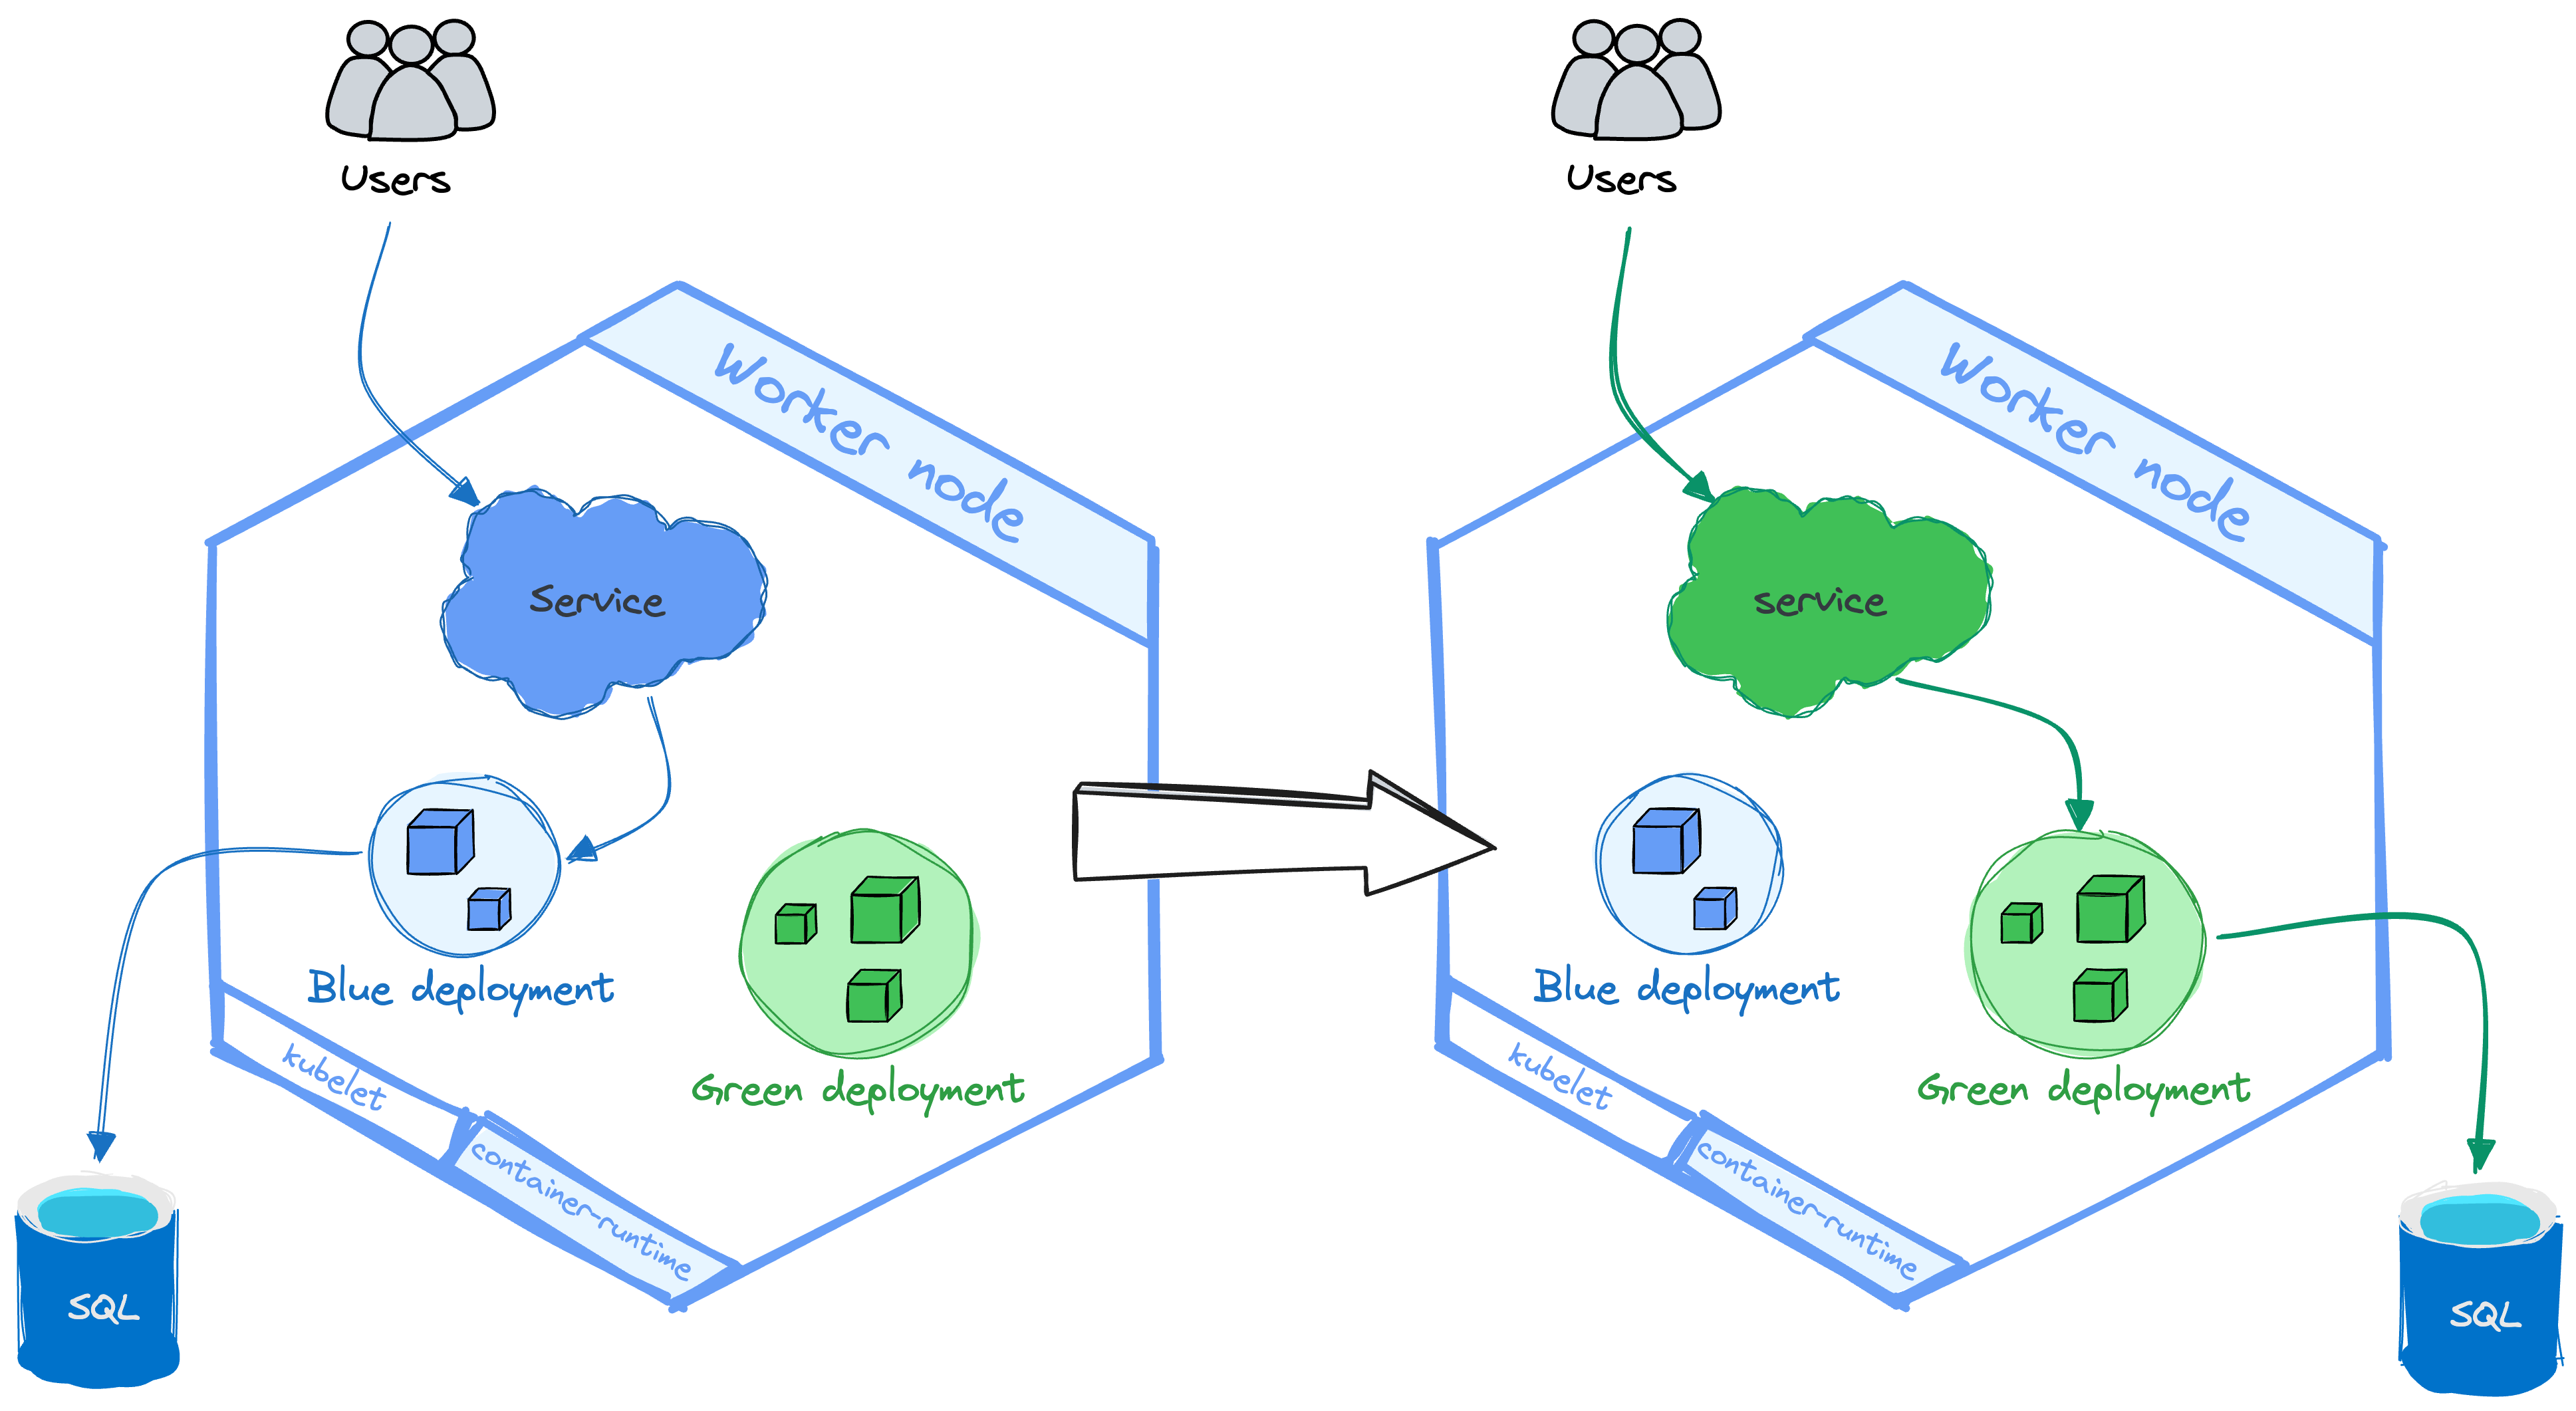 Users
Worker node
Service
Blue deployment
Green deployment
kubelet
container-runtime
SQL
Users
Worker node
service
Blue deployment
Green deployment
kubelet
container-runtime
SQL